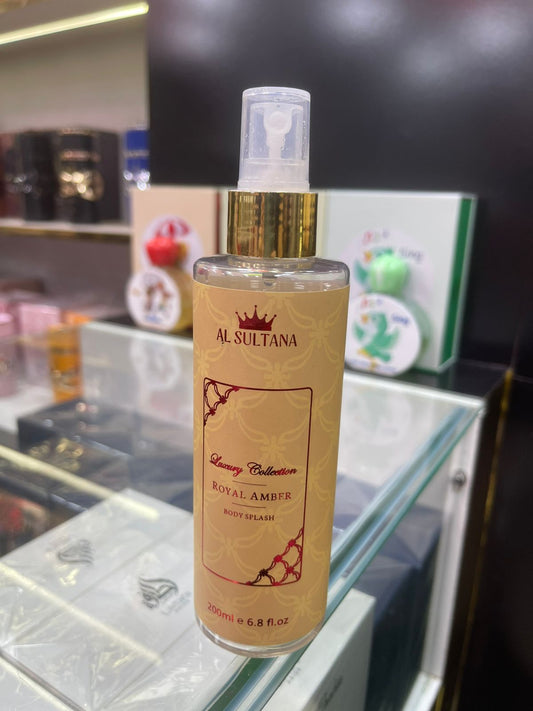 AL SULTANA
Luxury Collection
ROYAL AMBER
BODY SPLASH
200ml e 6.8 fl.oz